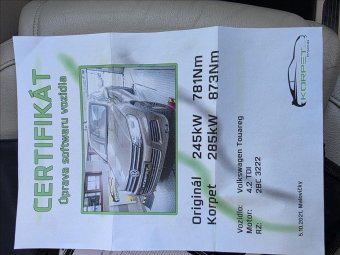 CERTIFIKÁT
Úprava softwaru vozidla
Originál 245kW 781Nm
Korpet 285kW 873Nm
Vozidlo: Volkswagen Touareg
Motor: 4.2 TDI
RZ: 2BC 3222
5.10.2021, Malovičky
KORPET